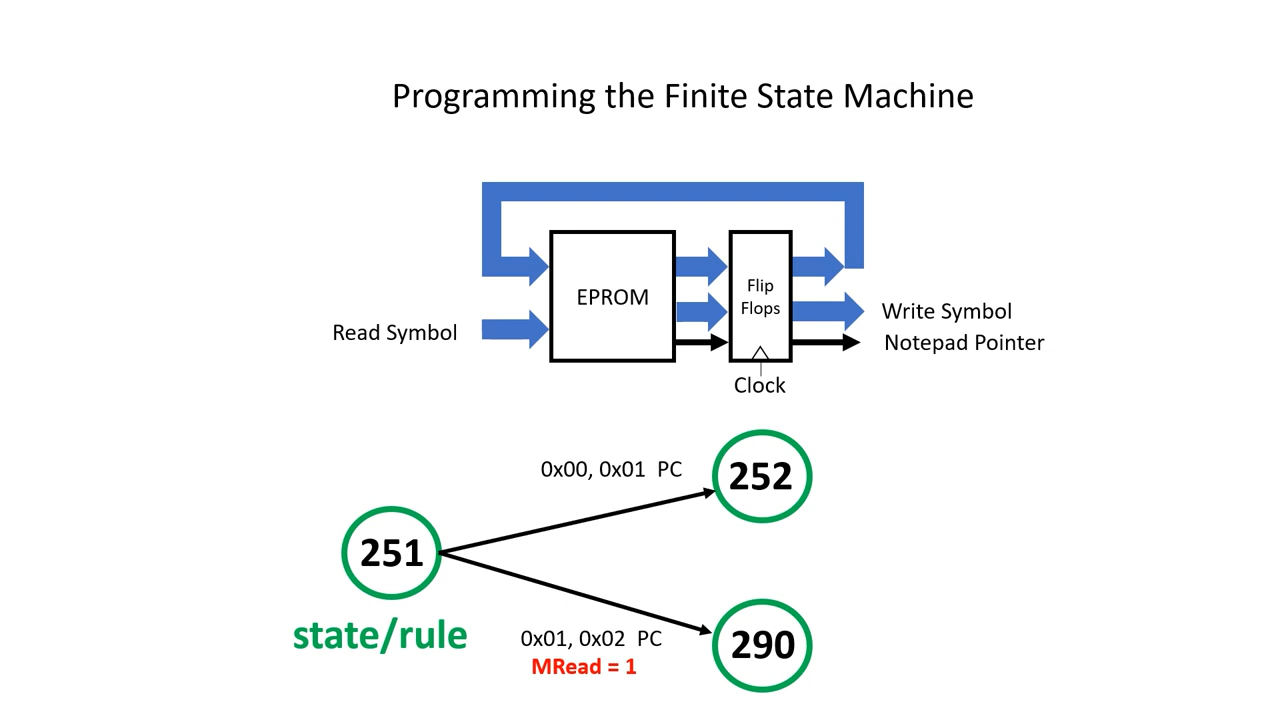 Programming the Finite State Machine
EPROM
Flip
Flops
Read Symbol
Write Symbol
Notepad Pointer
Clock
0x00, 0x01  PC
252
251
state/rule
0x01, 0x02  PC
MRead = 1
290